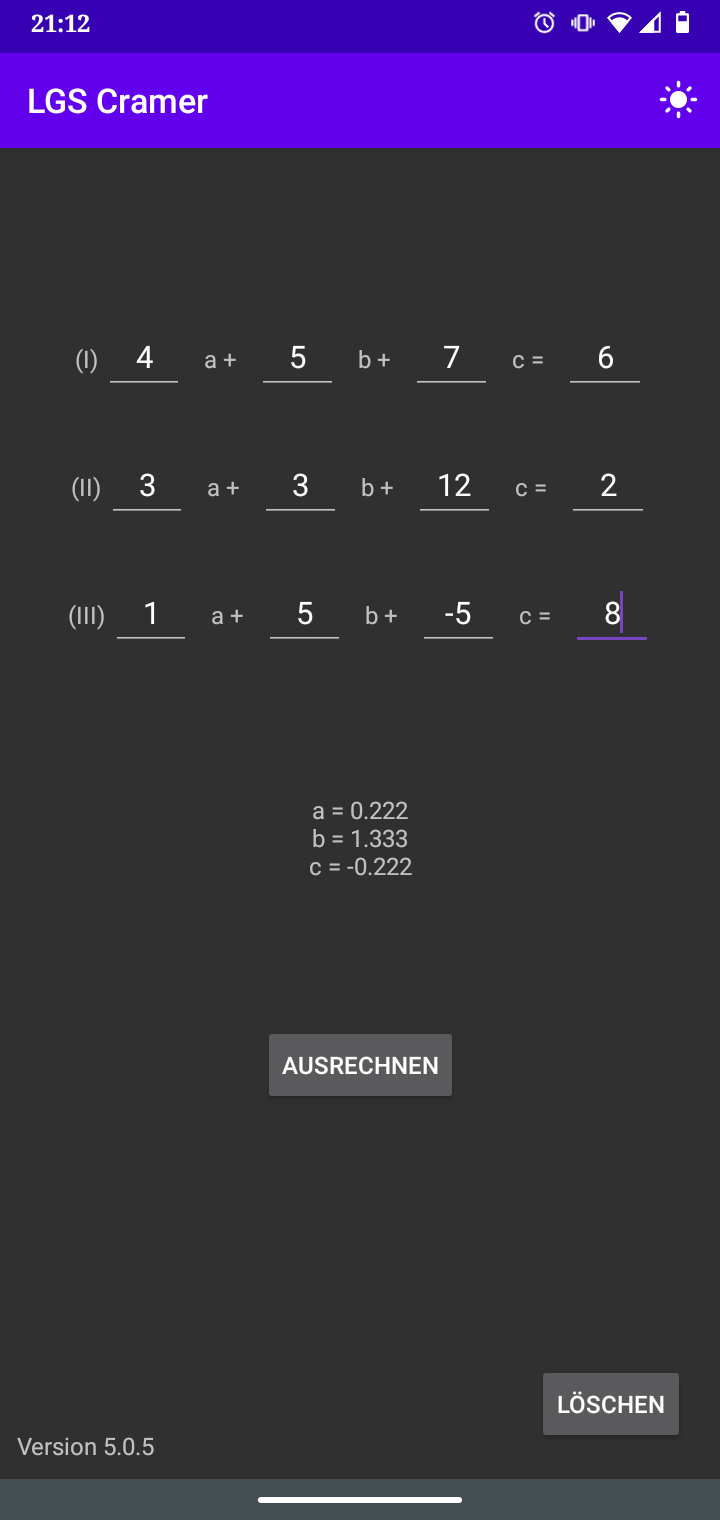 21:12
LGS Cramer
(I) 4 a + 5 b + 7 c = 6
(II) 3 a + 3 b + 12 c = 2
(III) 1 a + 5 b + -5 c = 8
a = 0.222
b = 1.333
c = -0.222
AUSRECHNEN
LÖSCHEN
Version 5.0.5